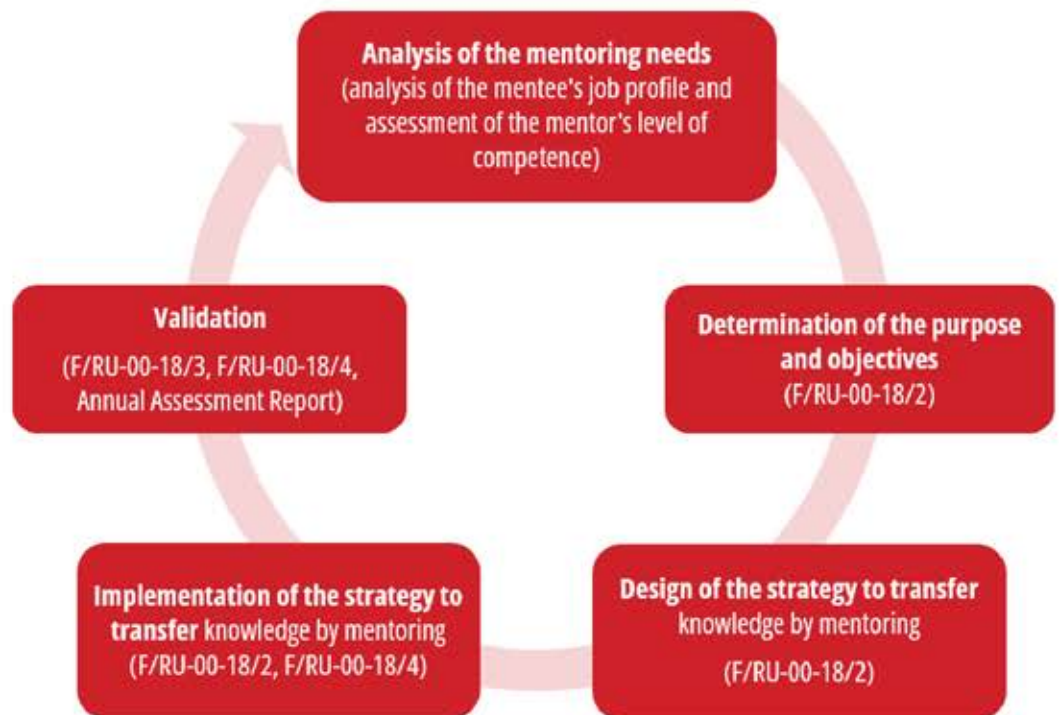 Analysis of the mentoring needs
(analysis of the mentee's job profile and
assessment of the mentor's level of
competence)
Determination of the purpose
and objectives
(F/RU-00-18/2)
Design of the strategy to transfer
knowledge by mentoring
(F/RU-00-18/2)
Implementation of the strategy to
transfer knowledge by mentoring
(F/RU-00-18/2, F/RU-00-18/4)
Validation
(F/RU-00-18/3, F/RU-00-18/4,
Annual Assessment Report)